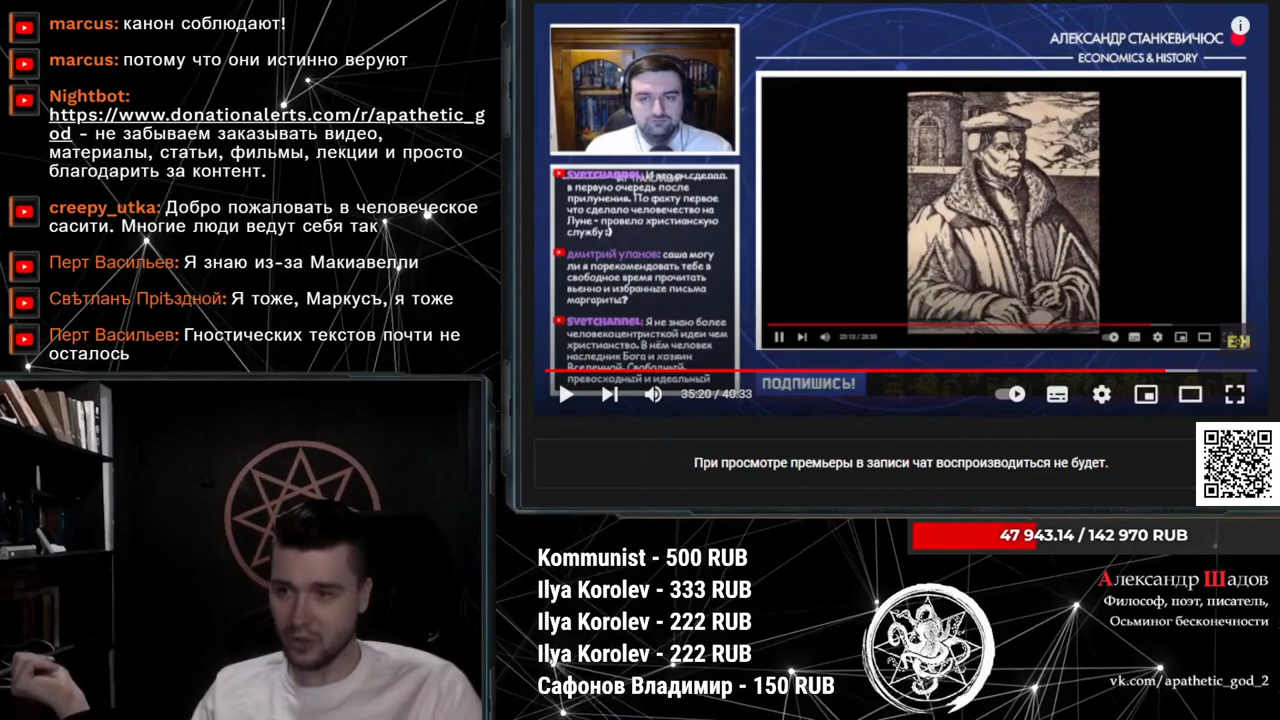 marcus: канон соблюдают!
marcus: потому что они истинно веруют
Nightbot:
https://www.donationalerts.com/r/apathetic_g
od - не забываем заказывать видео,
материалы, статьи, фильмы, лекции и просто
благодарить за контент.
creepy_utka: Добро пожаловать в человеческое
сасити. Многие люди ведут себя так
Перт Васильев: Я знаю из-за Макиавелли
Свѣтланъ Пріѣздной: Я тоже, Маркусъ, я тоже
Перт Васильев: Гностических текстов почти не
осталось
АЛЕКСАНДР СТАНКЕВИЧЮС
ECONOMICS & HISTORY
SVETCHANNEL:
в первую очередь после
прилунения. По факту первое
что сделало человечество на
Луне - провело христианскую
службу :)
дмитрий уланов: саша могу
ли я порекомендовать тебе в
свободное время прочитать
вьенно и избранные письма
маргариты?
SVETCHANNEL: Я не знаю более
человекоцентристкой идеи чем
христианство. В нём человек
наследник Бога и хозяин
Вселенной. Свободный,
превосходный и идеальный
ПОДПИШИСЬ!
35:20 / 40:33
При просмотре премьеры в записи чат воспроизводиться не будет.
47 943.14 / 142 970 RUB
Kommunist - 500 RUB
Ilya Korolev - 333 RUB
Ilya Korolev - 222 RUB
Ilya Korolev - 222 RUB
Сафонов Владимир - 150 RUB
Александр Шадов
Философ, поэт, писатель,
Осьминог бесконечности
vk.com/apathetic_god_2